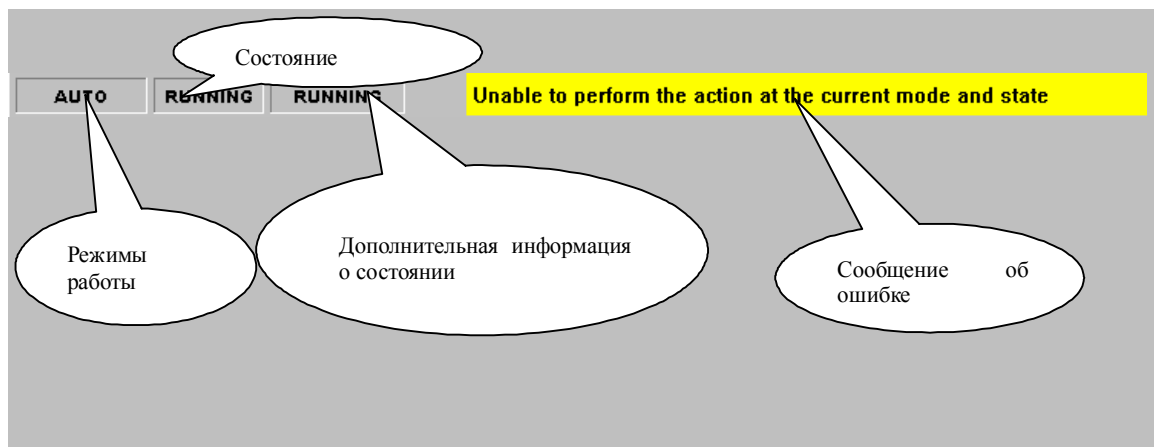 Состояние
AUTO RUNNING RUNNING Unable to perform the action at the current mode and state
Режимы
работы
Дополнительная информация
о состоянии
Сообщение об
ошибке